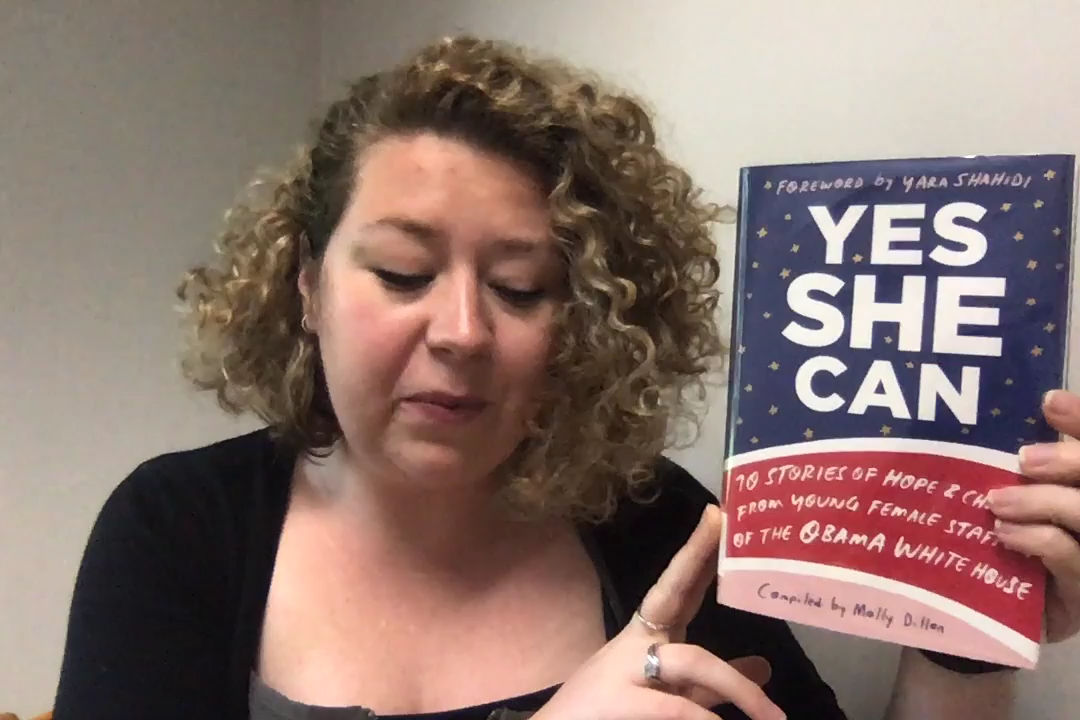 FOREWORD by YARA SHAHIDI
YES
SHE
CAN
10 STORIES OF HOPE &
FROM YOUNG FEMALE
OF THE OBAMA WHITE HOUSE
Compiled by Molly Dillon